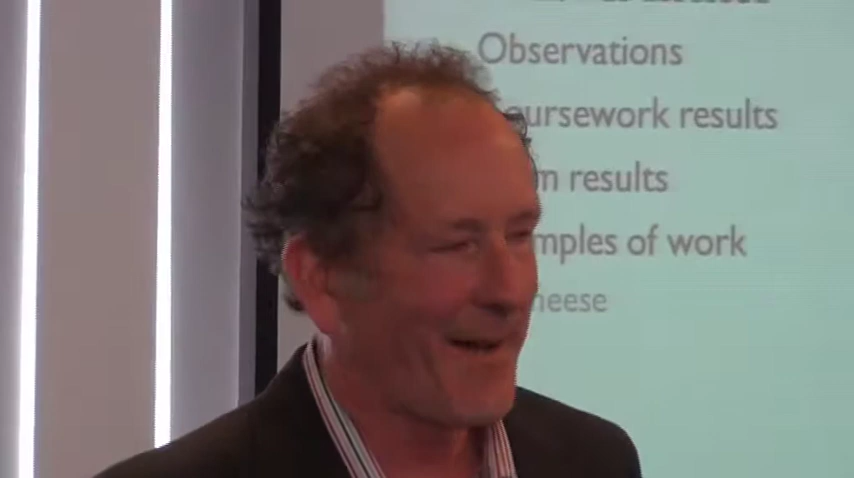 Observations
oursework results
m results
mples of work
heese